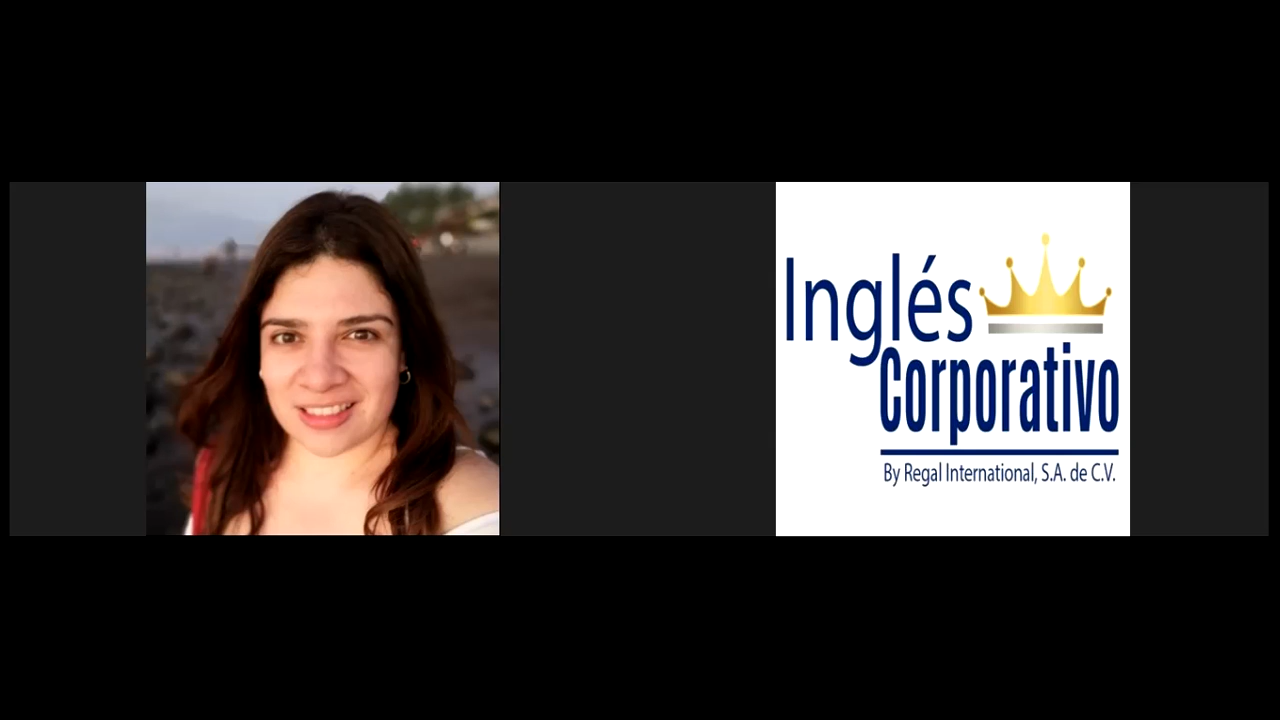 Inglés
Corporativo
By Regal International, S.A. de C.V.